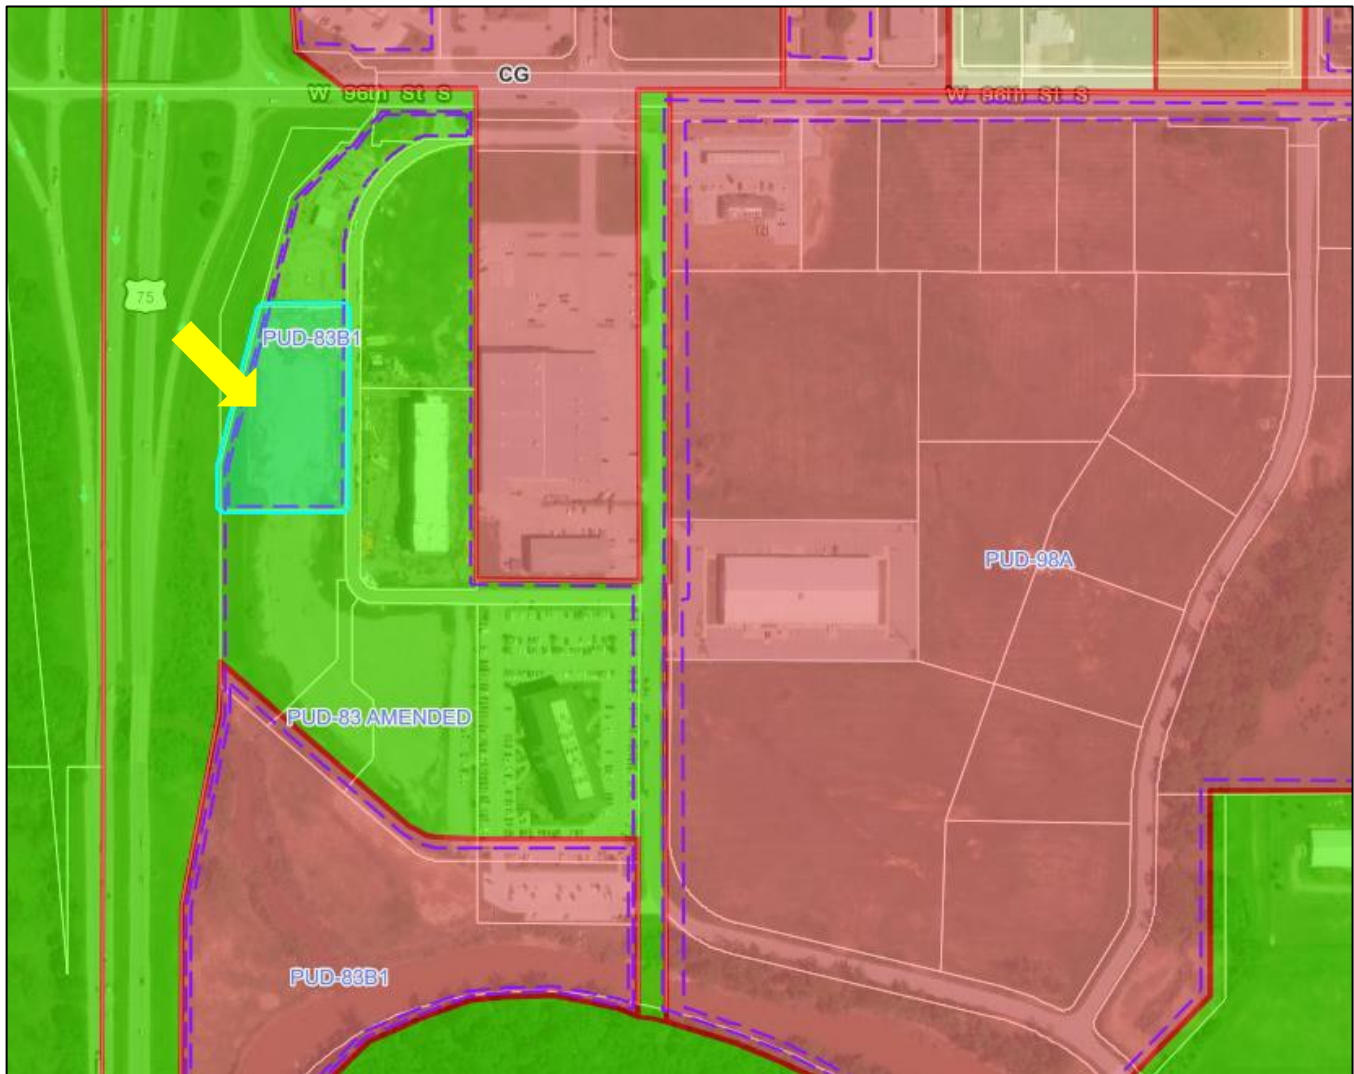 CG
W 96th St S
W 96th St S
75
PUD-83B1
PUD-98A
PUD-83 AMENDED
PUD-83B1